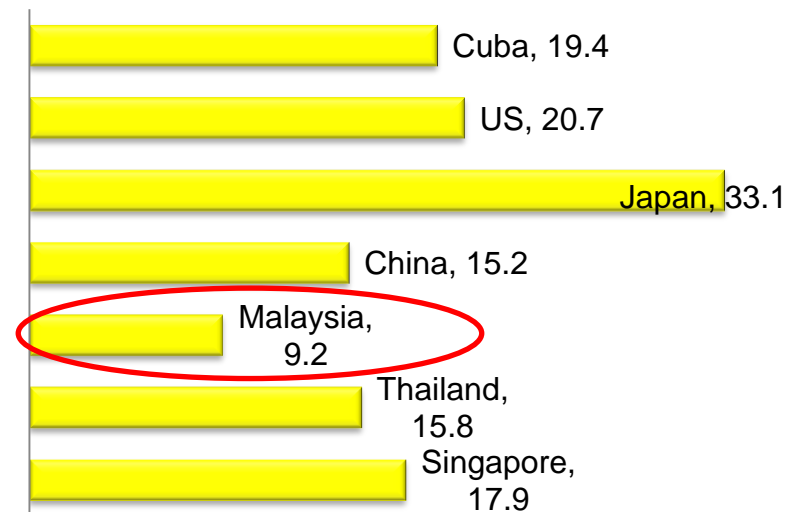 Cuba, 19.4
US, 20.7
Japan, 33.1
China, 15.2
Malaysia,
9.2
Thailand,
15.8
Singapore,
17.9